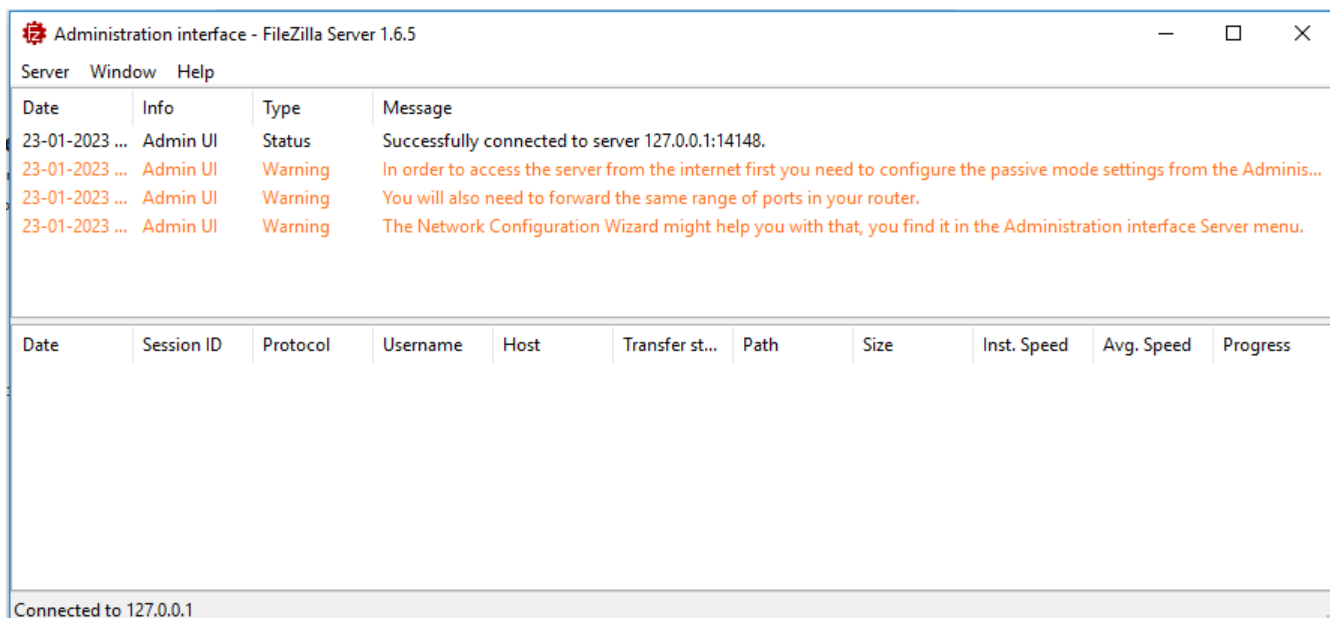 Administration interface - FileZilla Server 1.6.5
Server Window Help
Date Info Type Message
23-01-2023 ... Admin UI Status Successfully connected to server 127.0.0.1:14148.
23-01-2023 ... Admin UI Warning In order to access the server from the internet first you need to configure the passive mode settings from the Adminis...
23-01-2023 ... Admin UI Warning You will also need to forward the same range of ports in your router.
23-01-2023 ... Admin UI Warning The Network Configuration Wizard might help you with that, you find it in the Administration interface Server menu.
Date Session ID Protocol Username Host Transfer st... Path Size Inst. Speed Avg. Speed Progress
Connected to 127.0.0.1